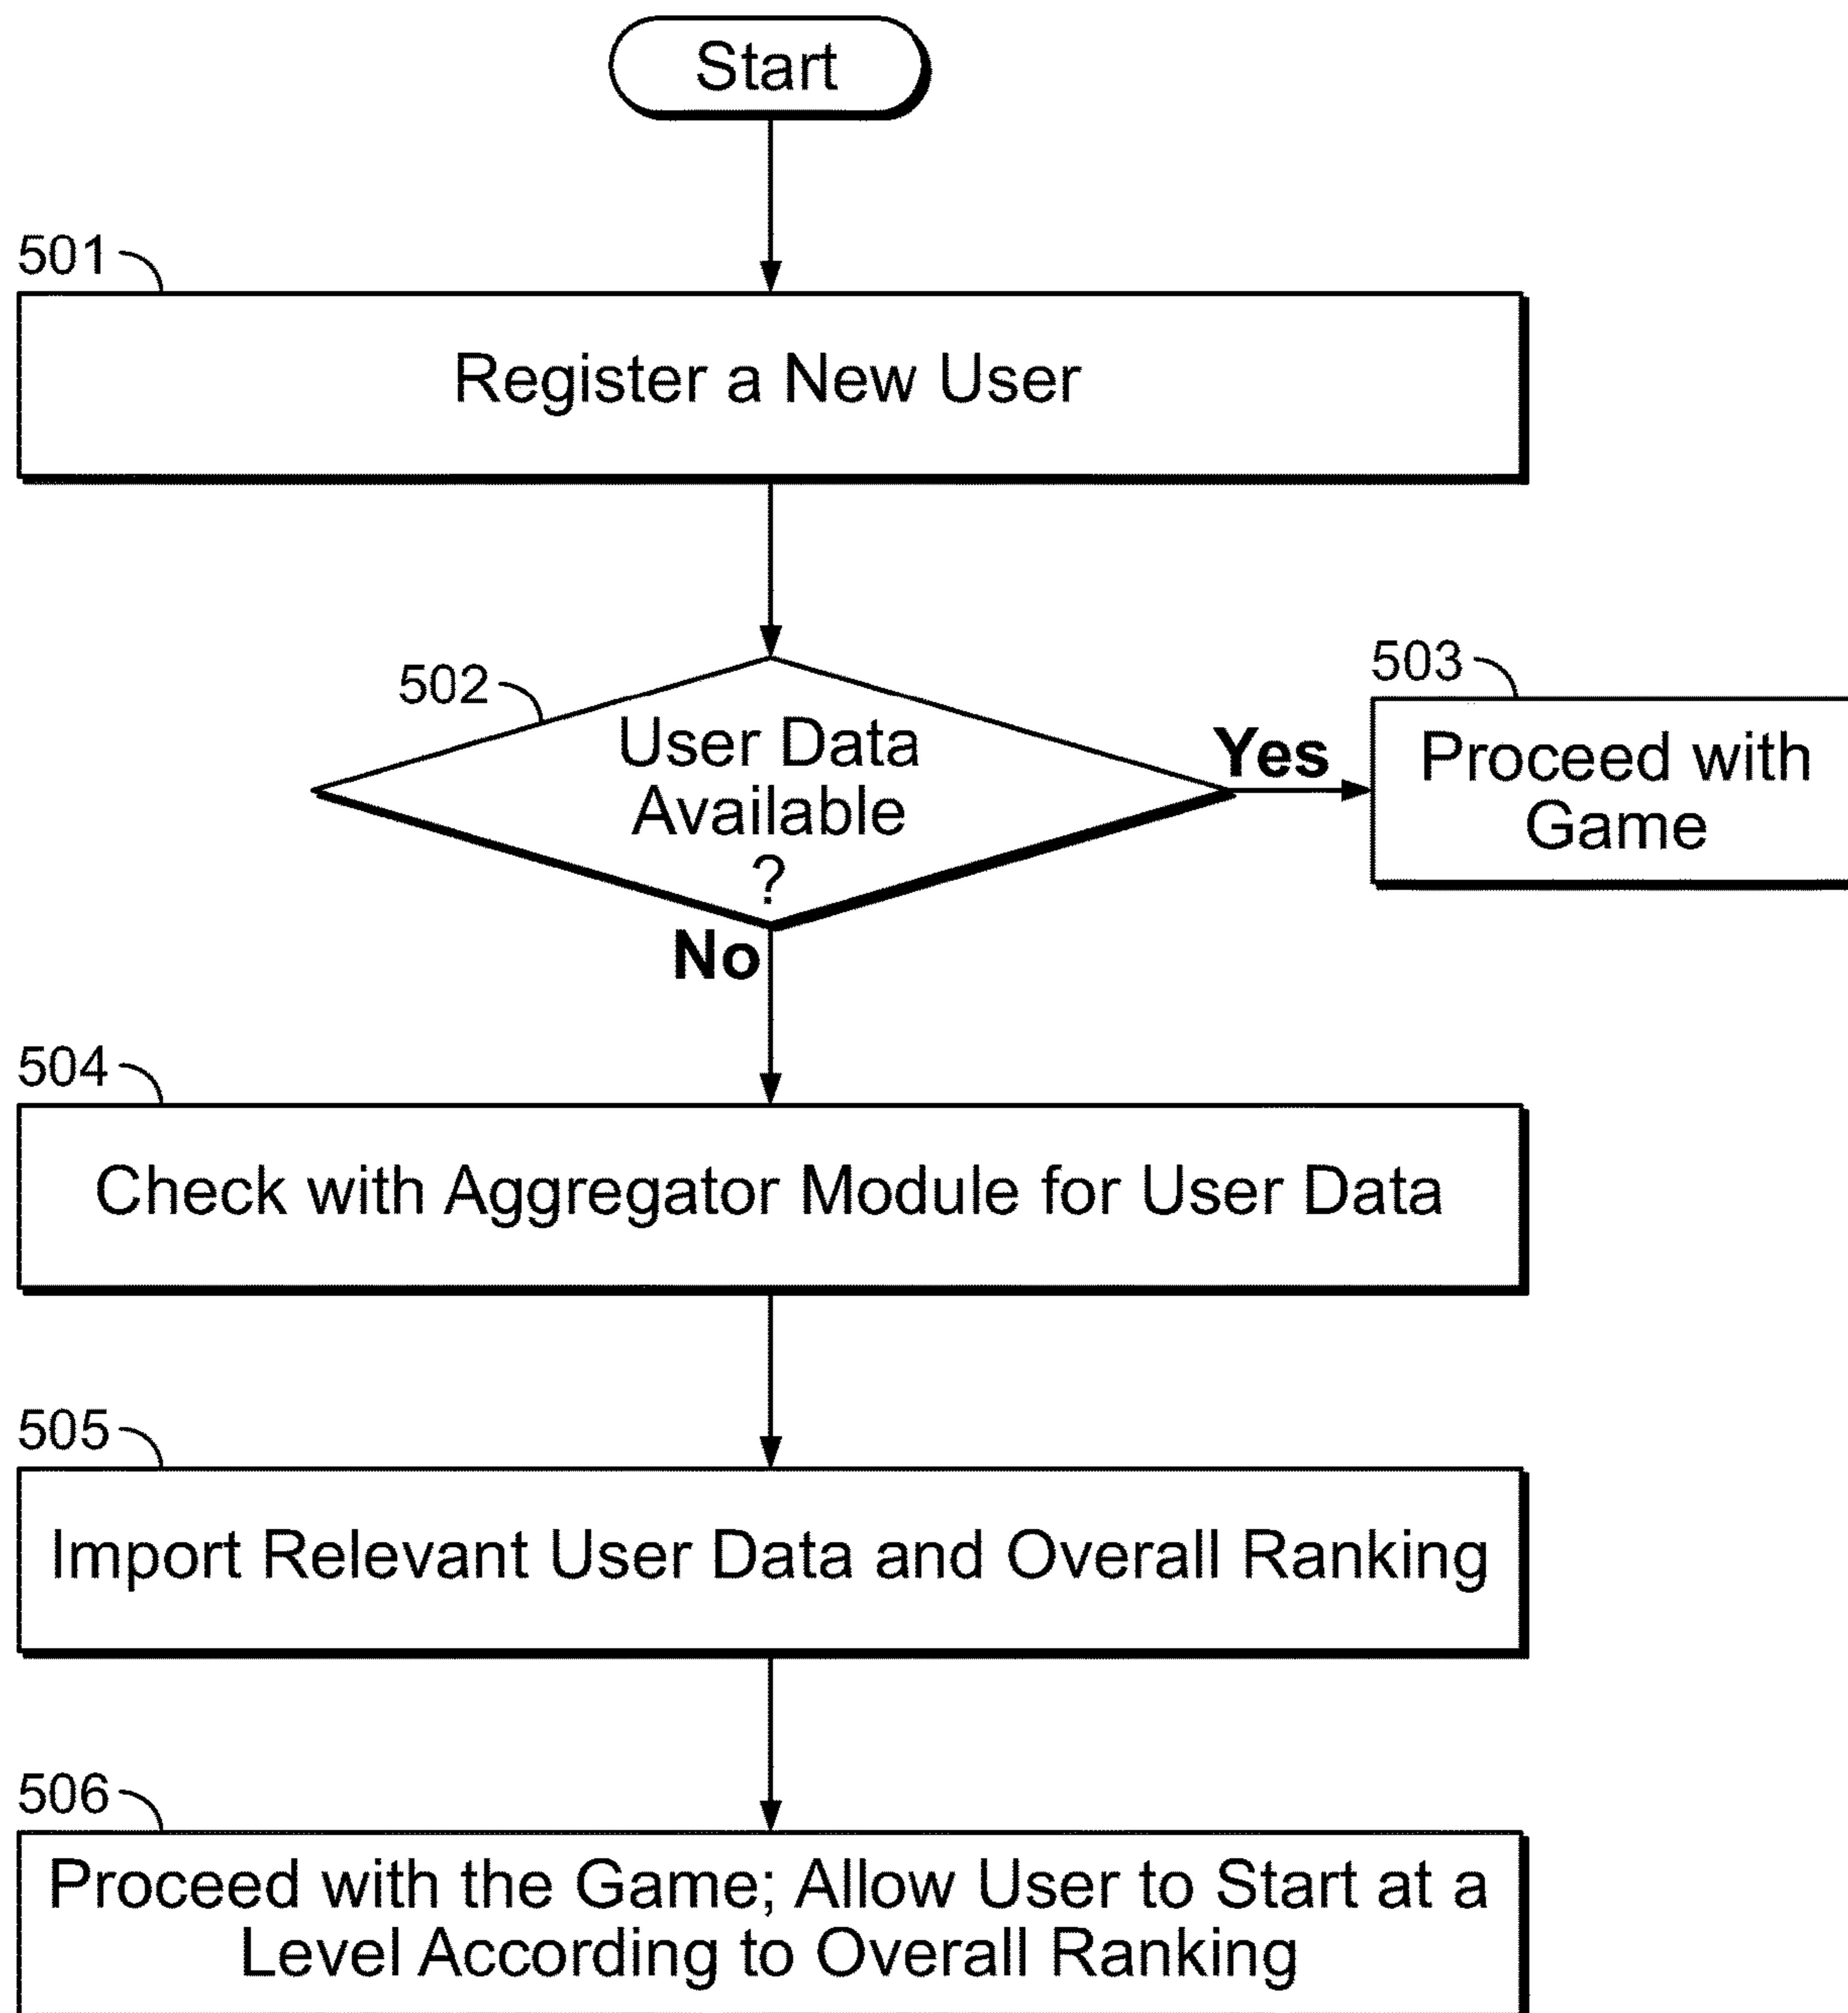 Start
501
Register a New User
502
User Data
Available
?
Yes
503
Proceed with
Game
No
504
Check with Aggregator Module for User Data
505
Import Relevant User Data and Overall Ranking
506
Proceed with the Game; Allow User to Start at a
Level According to Overall Ranking